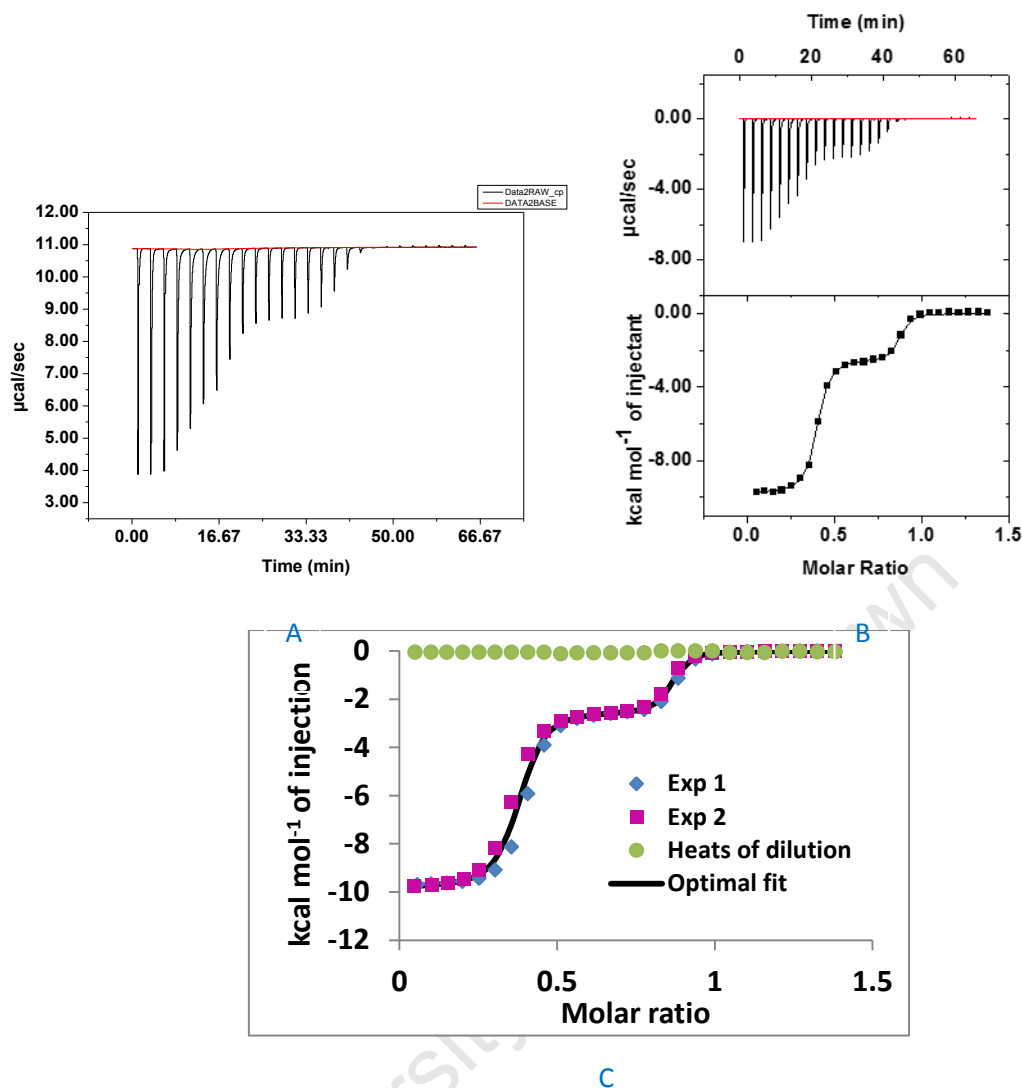 Data2RAW_cp
DATA2BASE
12.00
11.00
10.00
9.00
8.00
7.00
6.00
5.00
4.00
3.00
µcal/sec
0.00 16.67 33.33 50.00 66.67
Time (min)
Time (min)
0 20 40 60
0.00
-4.00
-8.00
µcal/sec
0.00
-4.00
-8.00
kcal mol-1 of injectant
0.0 0.5 1.0 1.5
Molar Ratio
A
B
0
-2
-4
-6
-8
-10
-12
kcal mol-1 of injection
Exp 1
Exp 2
Heats of dilution
Optimal fit
0 0.5 1 1.5
Molar ratio
C